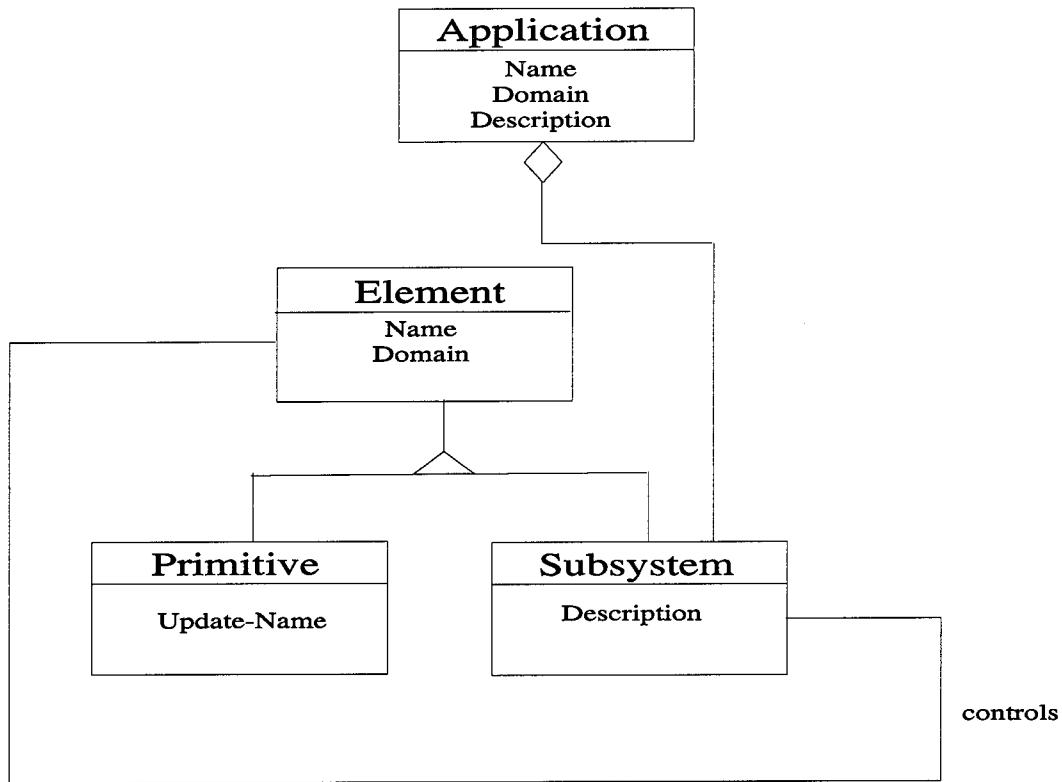 Application
Name
Domain
Description
Element
Name
Domain
Primitive
Update-Name
Subsystem
Description
controls